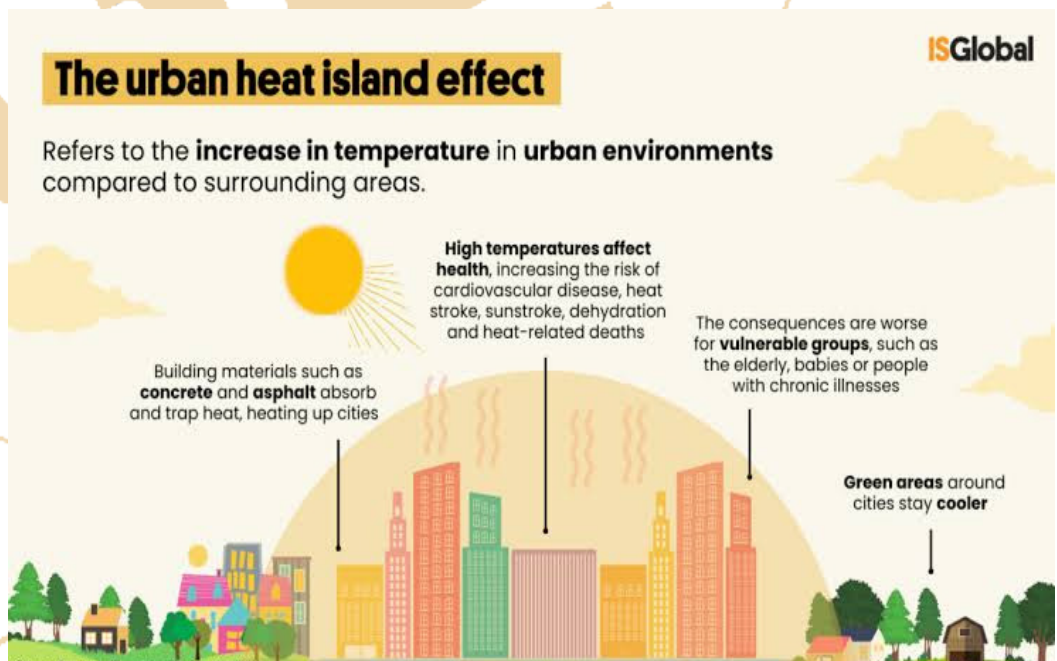 ISGlobal
The urban heat island effect
Refers to the increase in temperature in urban environments
compared to surrounding areas.
High temperatures affect
health, increasing the risk of
cardiovascular disease, heat
stroke, sunstroke, dehydration
and heat-related deaths
The consequences are worse
for vulnerable groups, such as
the elderly, babies or people
with chronic illnesses
Building materials such as
concrete and asphalt absorb
and trap heat, heating up cities
Green areas around
cities stay cooler